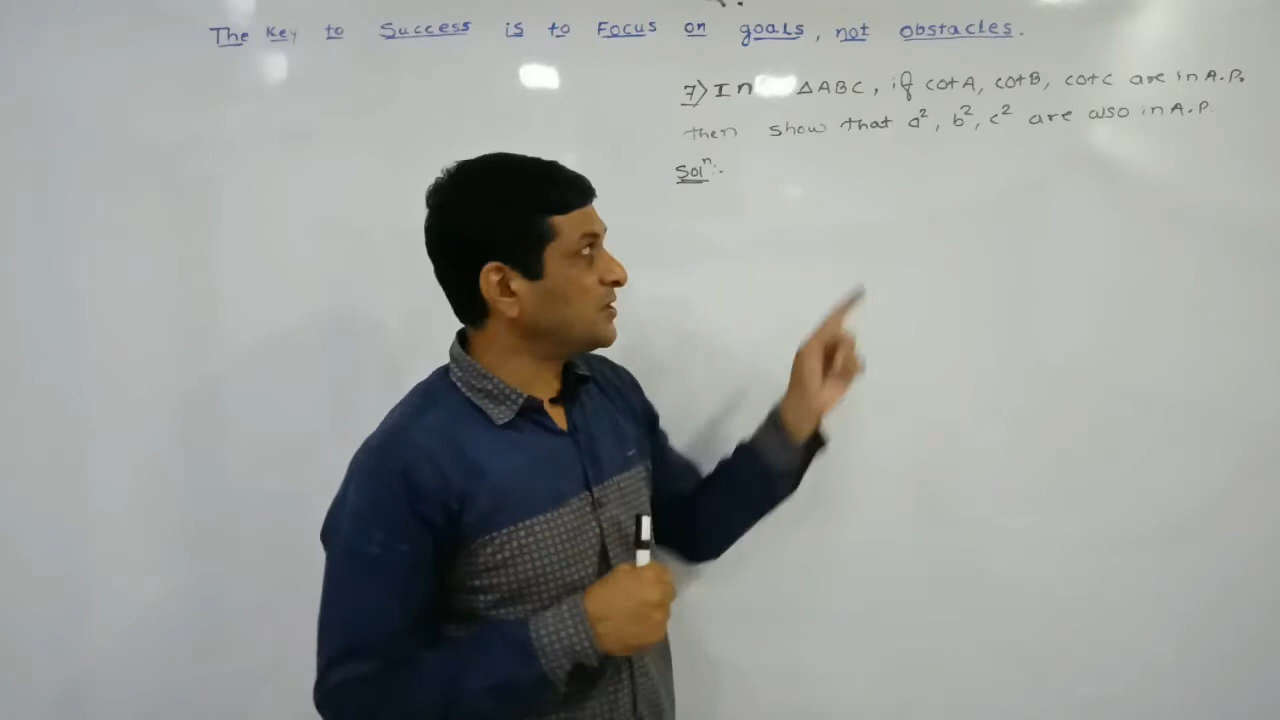 The Key to Success is to Focus on goals, not obstacles.
7) In ΔABC, if cotA, cotB, cotC are in A.P.
then show that a², b², c² are also in A.P.
Solⁿ:-